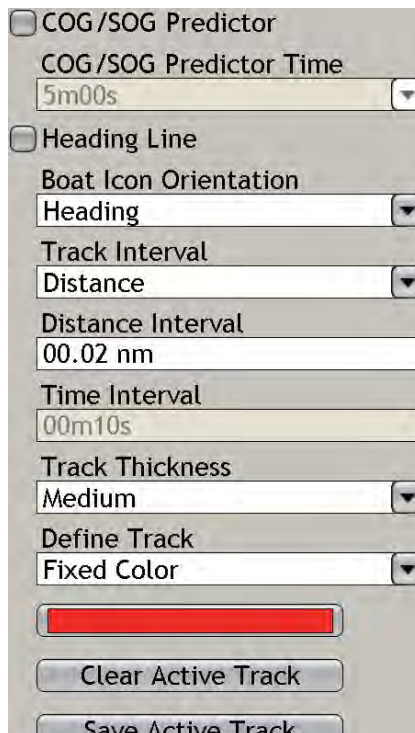 COG/SOG Predictor
COG/SOG Predictor Time
5m00s
Heading Line
Boat Icon Orientation
Heading
Track Interval
Distance
Distance Interval
00.02 nm
Time Interval
00m10s
Track Thickness
Medium
Define Track
Fixed Color
Clear Active Track
Save Active Track